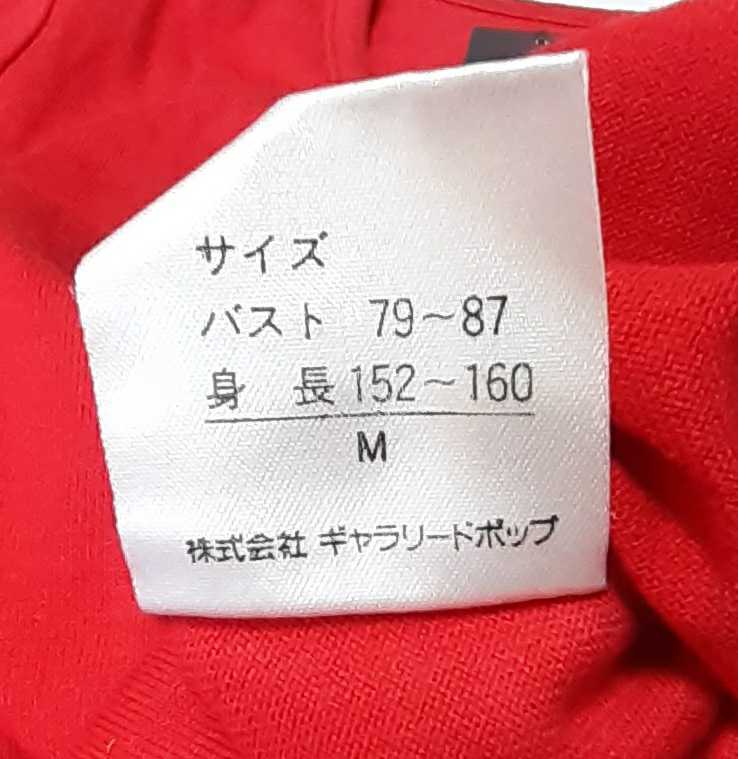 サイズ
バスト 79～87
身 長 152～160
M
株式会社 ギャラリードポップ